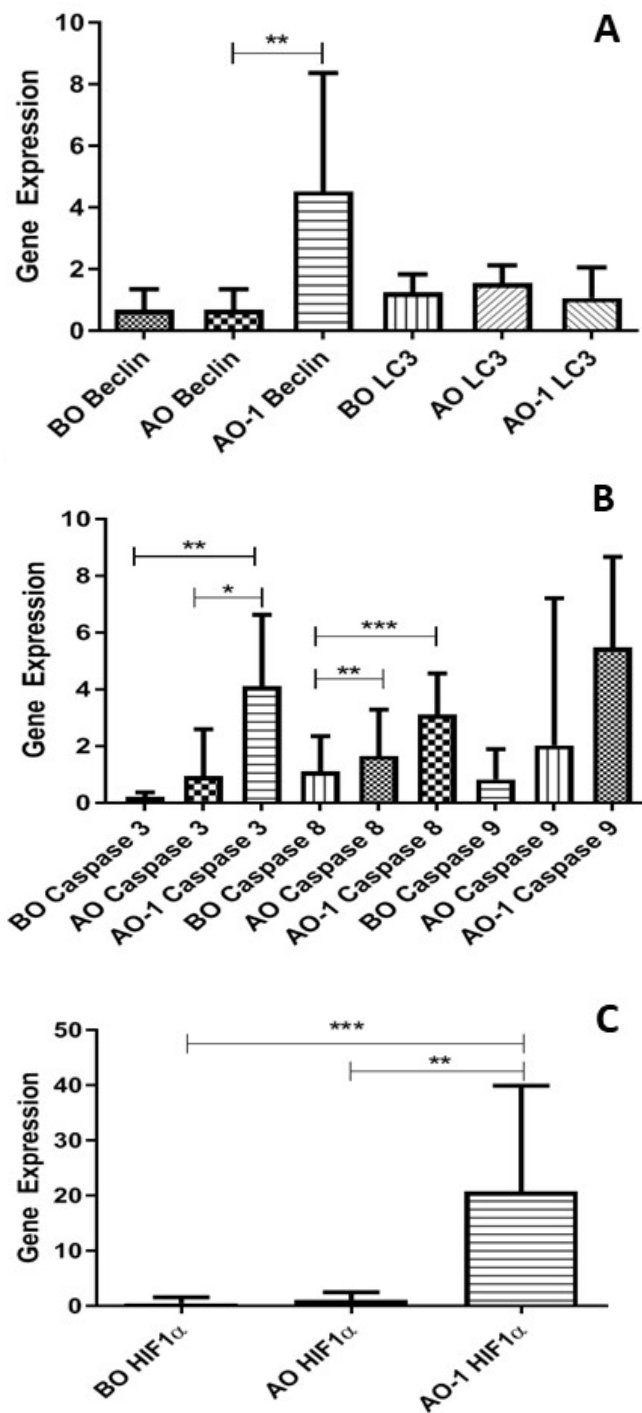 A
Gene Expression
10
8
6
4
2
0
**
BO Beclin
AO Beclin
AO-1 Beclin
BO LC3
AO LC3
AO-1 LC3
B
Gene Expression
10
8
6
4
2
0
**
*
***
**
BO Caspase 3
AO Caspase 3
AO-1 Caspase 3
BO Caspase 8
AO Caspase 8
AO-1 Caspase 8
BO Caspase 9
AO Caspase 9
AO-1 Caspase 9
C
Gene Expression
50
40
30
20
10
0
***
**
BO HIF1α
AO HIF1α
AO-1 HIF1α